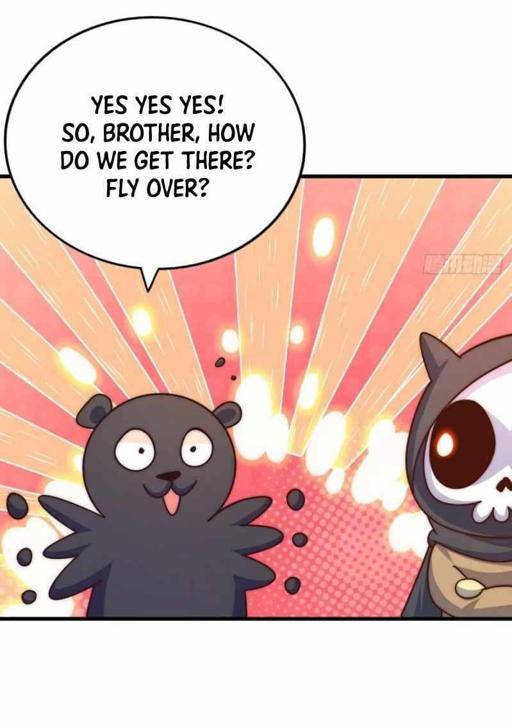 YES YES YES!
SO, BROTHER, HOW
DO WE GET THERE?
FLY OVER?